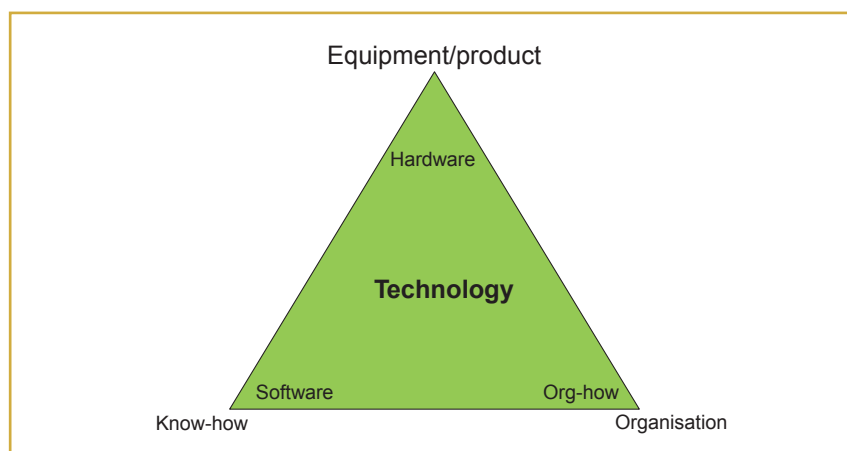 Equipment/product
Hardware
Technology
Software
Org-how
Know-how
Organisation